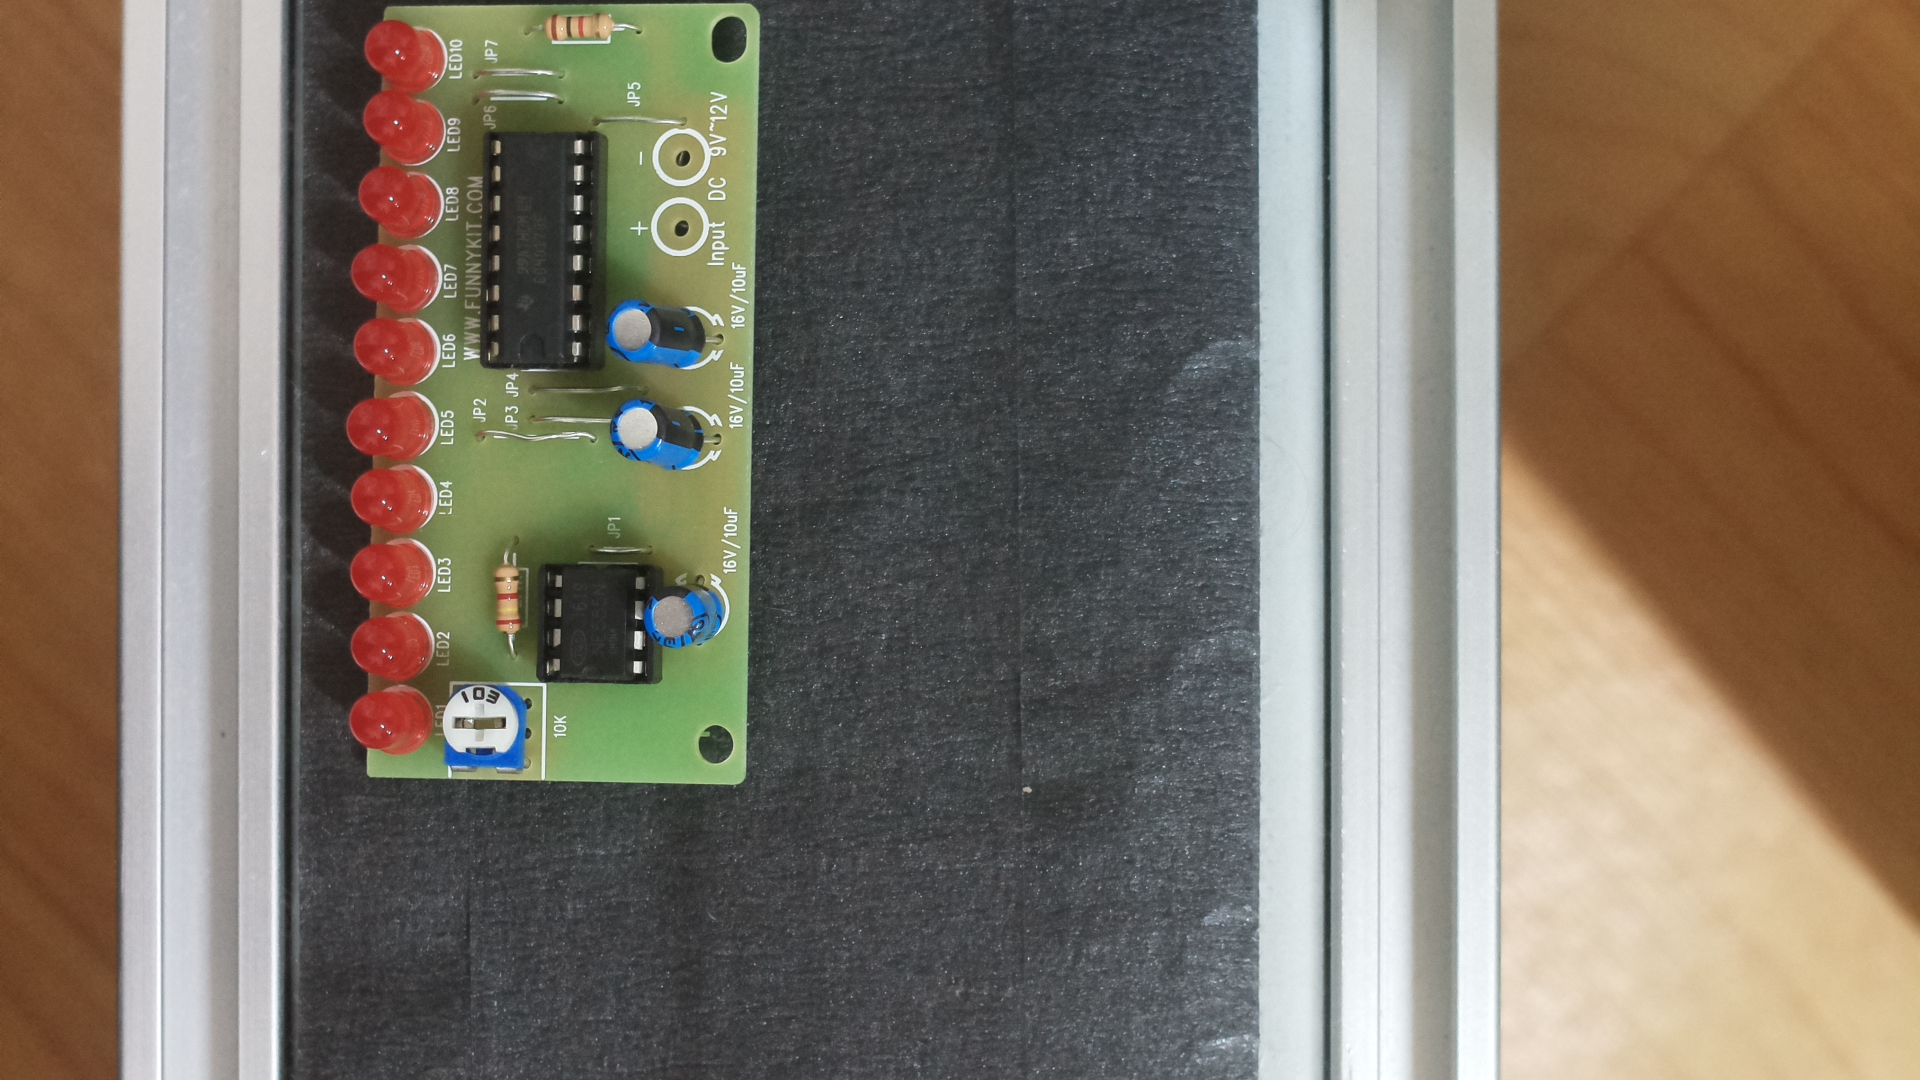 LED10
LED9
LED8
LED7
LED6
LED5
LED4
LED3
LED2
JP7
JP6
JP5
WWW.FUNNYKIT.COM
-
+
Input DC 9V~12V
16V/10uF
16V/10uF
16V/10uF
JP4
JP2
JP3
JP1
103
10K